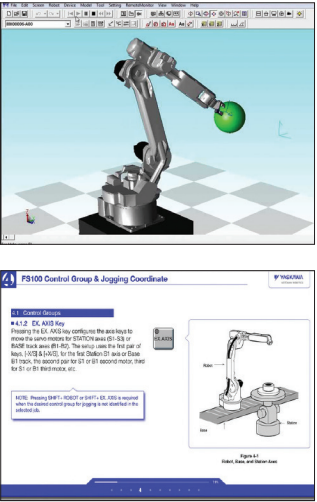 File Edit Screen Robot Device Model Tool Setting RemoteMonitor View Window Help
4 FS100 Control Group & Jogging Coordinate
YASKAWA
4.1 Control Groups
■ 4.1.2 EX. AXIS Key
Pressing the EX. AXIS key configures the axis keys to
move the servo motors for STATION axes (S1-S3) or
BASE track axes (B1-B2). The setup uses the first pair of
keys, [-X/S] & [+X/S], for the first Station S1 axis or Base
B1 track, the second pair for S1 or B1 second motor, third
for S1 or B1 third motor, etc.
EX.AXIS
NOTE: Pressing SHIFT+ ROBOT or SHIFT+ EX. AXIS is required
when the desired control group for jogging is not identified in the
selected job.
Robot
Base
Station
Figure 4-1
Robot, Base, and Station Axes